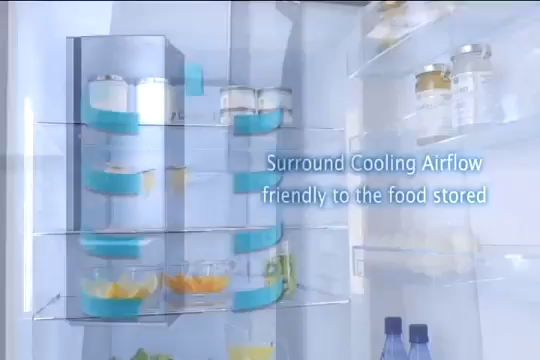 Surround Cooling Airflow
friendly to the food stored